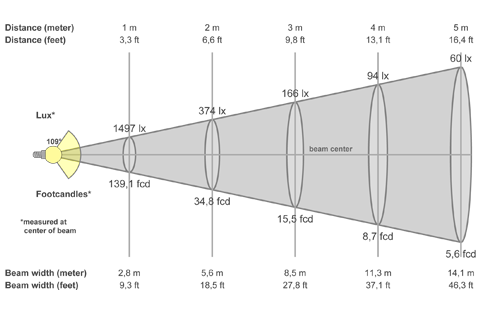 Distance (meter) 1 m 2 m 3 m 4 m 5 m
Distance (feet) 3,3 ft 6,6 ft 9,8 ft 13,1 ft 16,4 ft
60 lx
94 lx
166 lx
374 lx
Lux*
1497 lx
109°
beam center
139,1 fcd
Footcandles*
34,8 fcd
15,5 fcd
*measured at
center of beam
8,7 fcd
5,6 fcd
Beam width (meter) 2,8 m 5,6 m 8,5 m 11,3 m 14,1 m
Beam width (feet) 9,3 ft 18,5 ft 27,8 ft 37,1 ft 46,3 ft